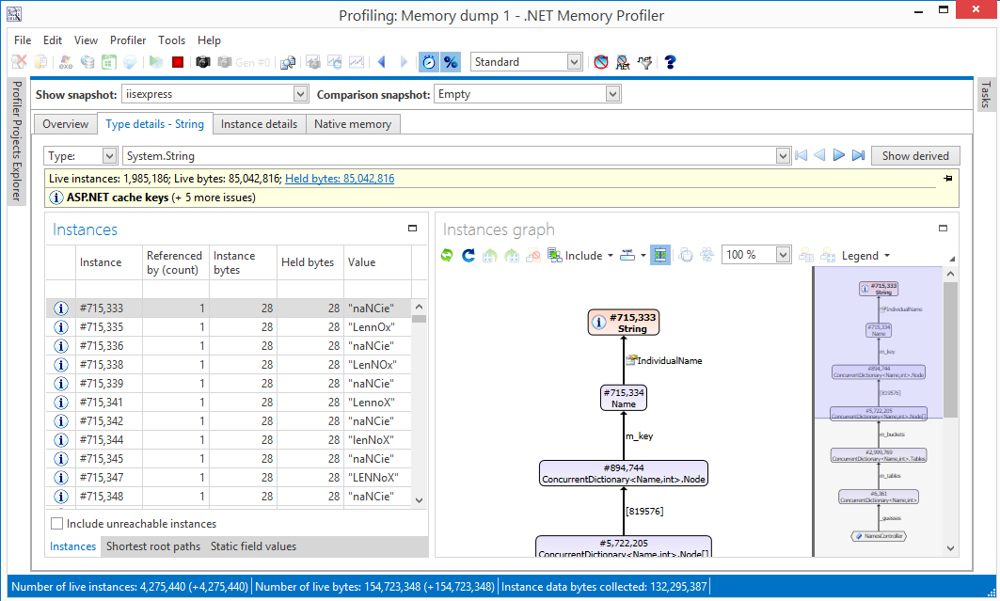 Profiling: Memory dump 1 - .NET Memory Profiler
File Edit View Profiler Tools Help
Gen #0 Standard
Show snapshot: iisexpress Comparison snapshot: Empty
Profiler Projects Explorer
Tasks
Overview Type details - String Instance details Native memory
Type: System.String Show derived
Live instances: 1,985,186; Live bytes: 85,042,816; Held bytes: 85,042,816
ASP.NET cache keys (+ 5 more issues)
Instances
Instance Referenced by (count) Instance bytes Held bytes Value
#715,333 1 28 28 "naNCie"
#715,335 1 28 28 "LennOx"
#715,336 1 28 28 "naNCie"
#715,338 1 28 28 "LenNOx"
#715,339 1 28 28 "naNCie"
#715,341 1 28 28 "LennoX"
#715,342 1 28 28 "naNCie"
#715,344 1 28 28 "lenNoX"
#715,345 1 28 28 "naNCie"
#715,347 1 28 28 "LENNoX"
#715,348 1 28 28 "naNCie"
Include unreachable instances
Instances Shortest root paths Static field values
Instances graph
Include 100 % Legend
#715,333
String
IndividualName
#715,334
Name
m_key
#894,744
ConcurrentDictionary<Name,int>.Node
[819576]
#5,722,205
ConcurrentDictionary<Name,int>.Node[]
#715,333
String
IndividualName
#715,334
Name
m_key
#894,744
ConcurrentDictionary<Name,int>.Node
[819576]
#5,722,205
ConcurrentDictionary<Name,int>.Node[]
m_buckets
#2,999,769
ConcurrentDictionary<Name,int>.Tables
m_tables
#6,361
ConcurrentDictionary<Name,int>
_guesses
NamesController
Number of live instances: 4,275,440 (+4,275,440) Number of live bytes: 154,723,348 (+154,723,348) Instance data bytes collected: 132,295,387